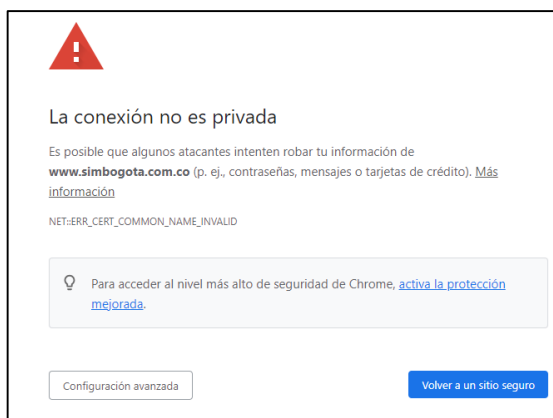 La conexión no es privada
Es posible que algunos atacantes intenten robar tu información de
www.simbogota.com.co (p. ej., contraseñas, mensajes o tarjetas de crédito). Más
información
NET::ERR_CERT_COMMON_NAME_INVALID
Para acceder al nivel más alto de seguridad de Chrome, activa la protección
mejorada.
Configuración avanzada
Volver a un sitio seguro